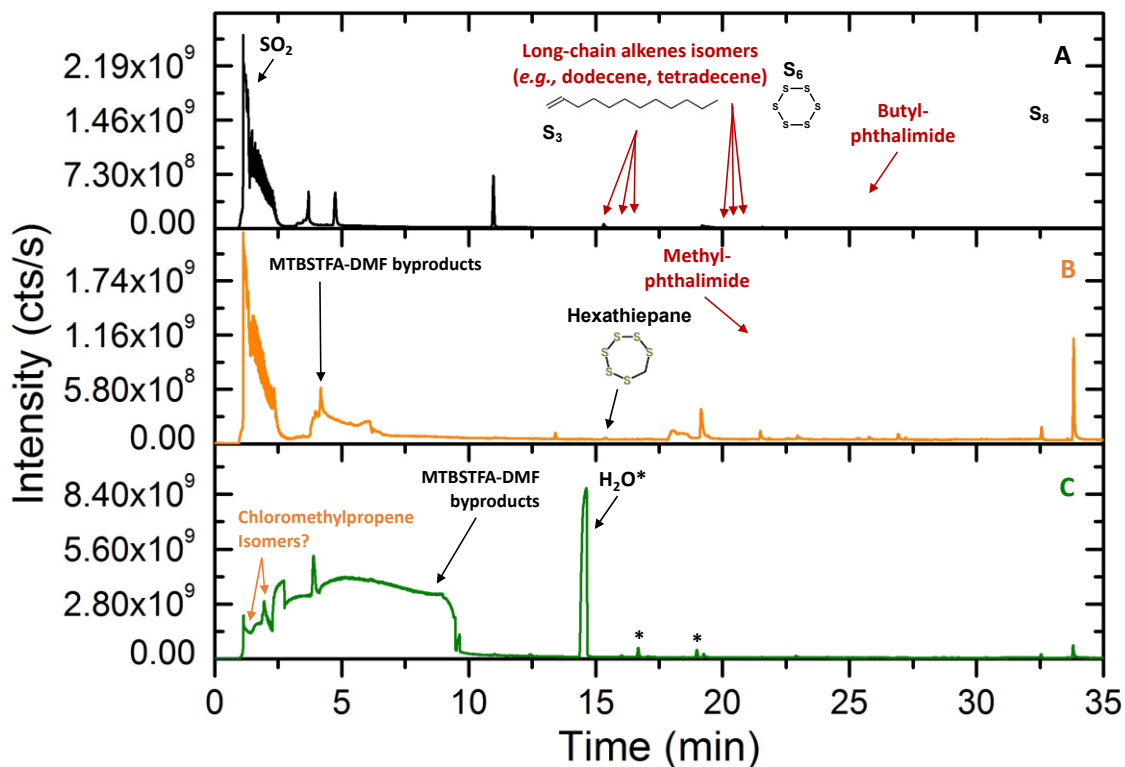 A
SO2
Long-chain alkenes isomers
(e.g., dodecene, tetradecene)
S3
S6
S
S
S
S
S
S
Butyl-
phthalimide
S8
2.19x10^9
1.46x10^9
7.30x10^8
0.00
B
MTBSTFA-DMF byproducts
Methyl-
phthalimide
Hexathiepane
S
S
S
S
S
S
1.74x10^9
1.16x10^9
5.80x10^8
0.00
C
MTBSTFA-DMF
byproducts
H2O*
Chloromethylpropene
Isomers?
*
*
8.40x10^9
5.60x10^9
2.80x10^9
0.00
Intensity (cts/s)
0 5 10 15 20 25 30 35
Time (min)